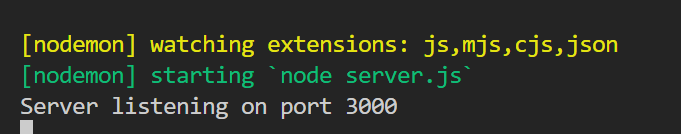 [nodemon] watching extensions: js,mjs,cjs,json
[nodemon] starting `node server.js`
Server listening on port 3000